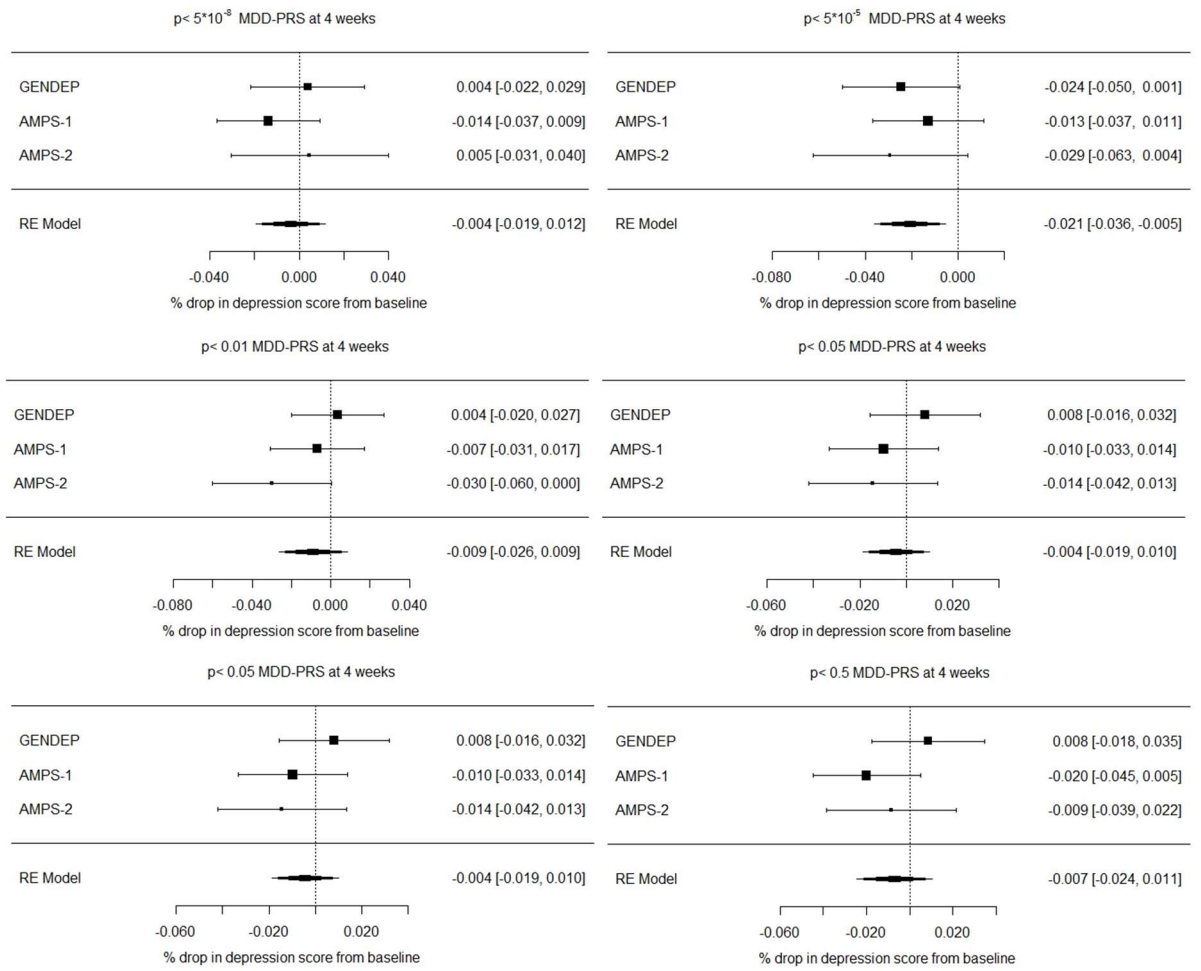 p< 5*10⁻⁸ MDD-PRS at 4 weeks
GENDEP 0.004 [-0.022, 0.029]
AMPS-1 -0.014 [-0.037, 0.009]
AMPS-2 0.005 [-0.031, 0.040]
RE Model -0.004 [-0.019, 0.012]
-0.040 0.000 0.040
% drop in depression score from baseline
p< 5*10⁻⁵ MDD-PRS at 4 weeks
GENDEP -0.024 [-0.050, 0.001]
AMPS-1 -0.013 [-0.037, 0.011]
AMPS-2 -0.029 [-0.063, 0.004]
RE Model -0.021 [-0.036, -0.005]
-0.080 -0.040 0.000
% drop in depression score from baseline
p< 0.01 MDD-PRS at 4 weeks
GENDEP 0.004 [-0.020, 0.027]
AMPS-1 -0.007 [-0.031, 0.017]
AMPS-2 -0.030 [-0.060, 0.000]
RE Model -0.009 [-0.026, 0.009]
-0.080 -0.040 0.000 0.040
% drop in depression score from baseline
p< 0.05 MDD-PRS at 4 weeks
GENDEP 0.008 [-0.016, 0.032]
AMPS-1 -0.010 [-0.033, 0.014]
AMPS-2 -0.014 [-0.042, 0.013]
RE Model -0.004 [-0.019, 0.010]
-0.060 -0.020 0.020
% drop in depression score from baseline
p< 0.05 MDD-PRS at 4 weeks
GENDEP 0.008 [-0.016, 0.032]
AMPS-1 -0.010 [-0.033, 0.014]
AMPS-2 -0.014 [-0.042, 0.013]
RE Model -0.004 [-0.019, 0.010]
-0.060 -0.020 0.020
% drop in depression score from baseline
p< 0.5 MDD-PRS at 4 weeks
GENDEP 0.008 [-0.018, 0.035]
AMPS-1 -0.020 [-0.045, 0.005]
AMPS-2 -0.009 [-0.039, 0.022]
RE Model -0.007 [-0.024, 0.011]
-0.060 -0.020 0.020
% drop in depression score from baseline